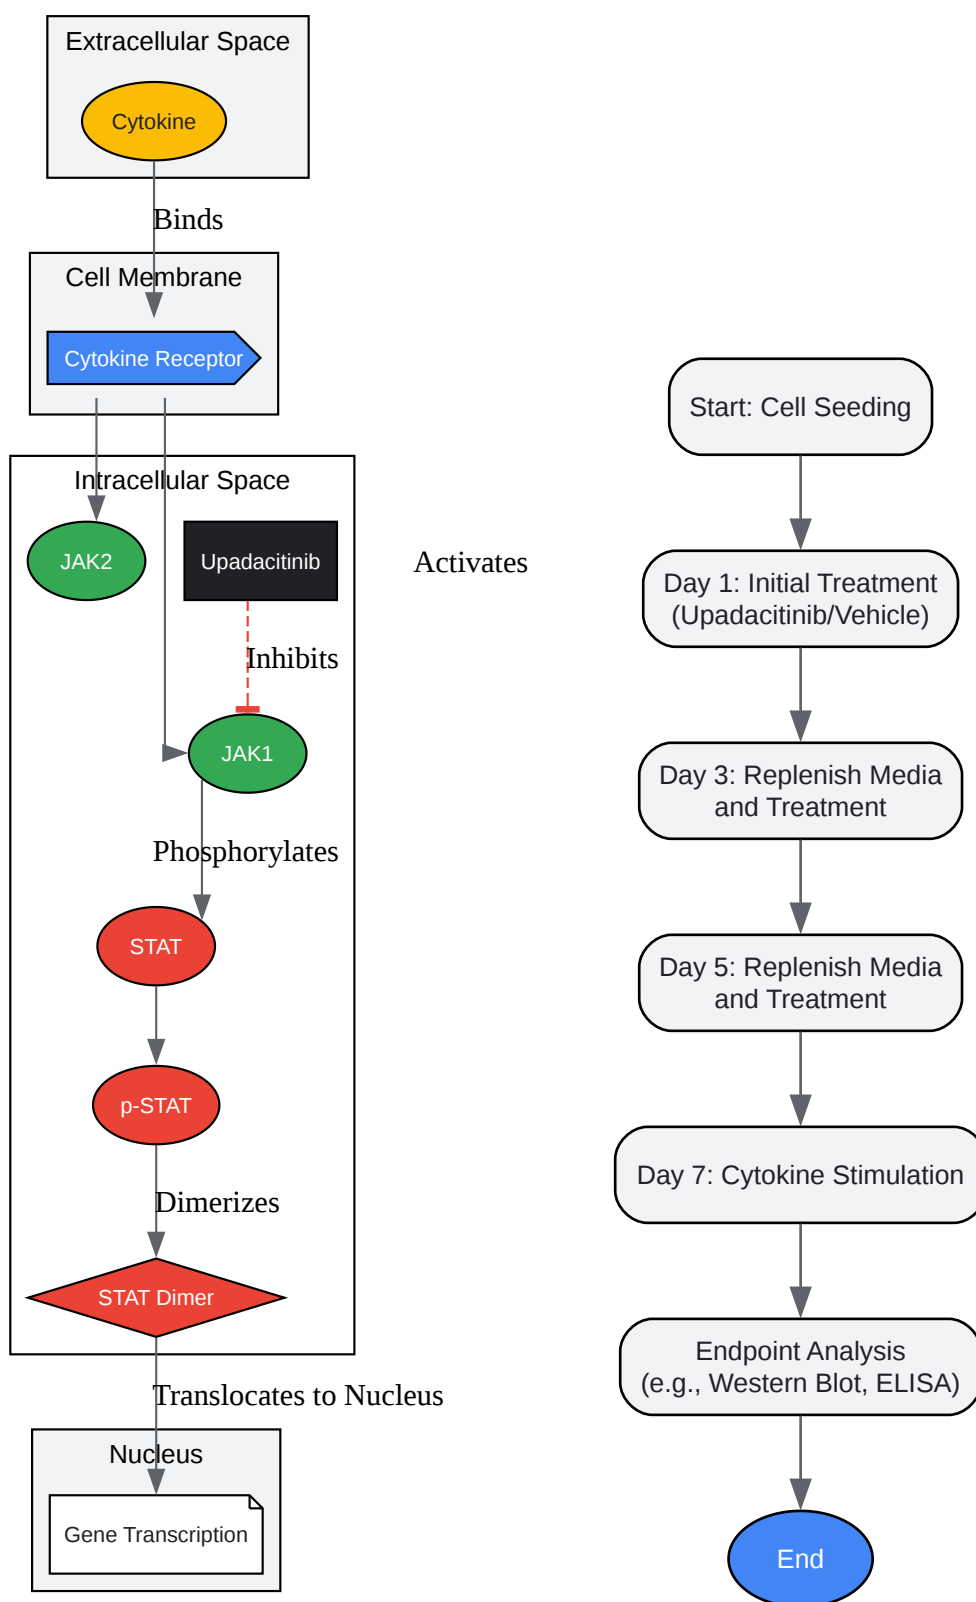 Extracellular Space
Cytokine
Binds
Cell Membrane
Cytokine Receptor
Intracellular Space
JAK2
Upadacitinib
Activates
Inhibits
JAK1
Phosphorylates
STAT
p-STAT
Dimerizes
STAT Dimer
Translocates to Nucleus
Nucleus
Gene Transcription
Start: Cell Seeding
Day 1: Initial Treatment
(Upadacitinib/Vehicle)
Day 3: Replenish Media
and Treatment
Day 5: Replenish Media
and Treatment
Day 7: Cytokine Stimulation
Endpoint Analysis
(e.g., Western Blot, ELISA)
End